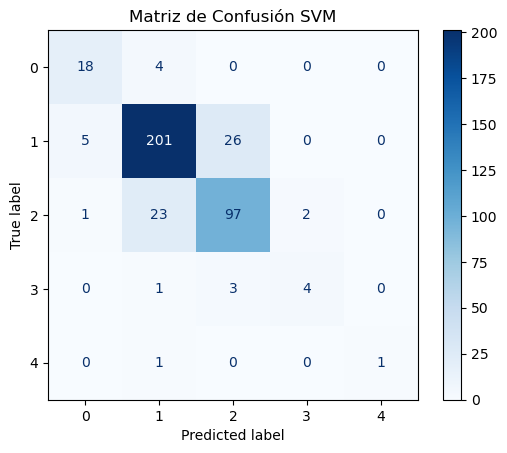 Matriz de Confusión SVM
True label
0 18 4 0 0 0
1 5 201 26 0 0
2 1 23 97 2 0
3 0 1 3 4 0
4 0 1 0 0 1
0 1 2 3 4
Predicted label
200
175
150
125
100
75
50
25
0